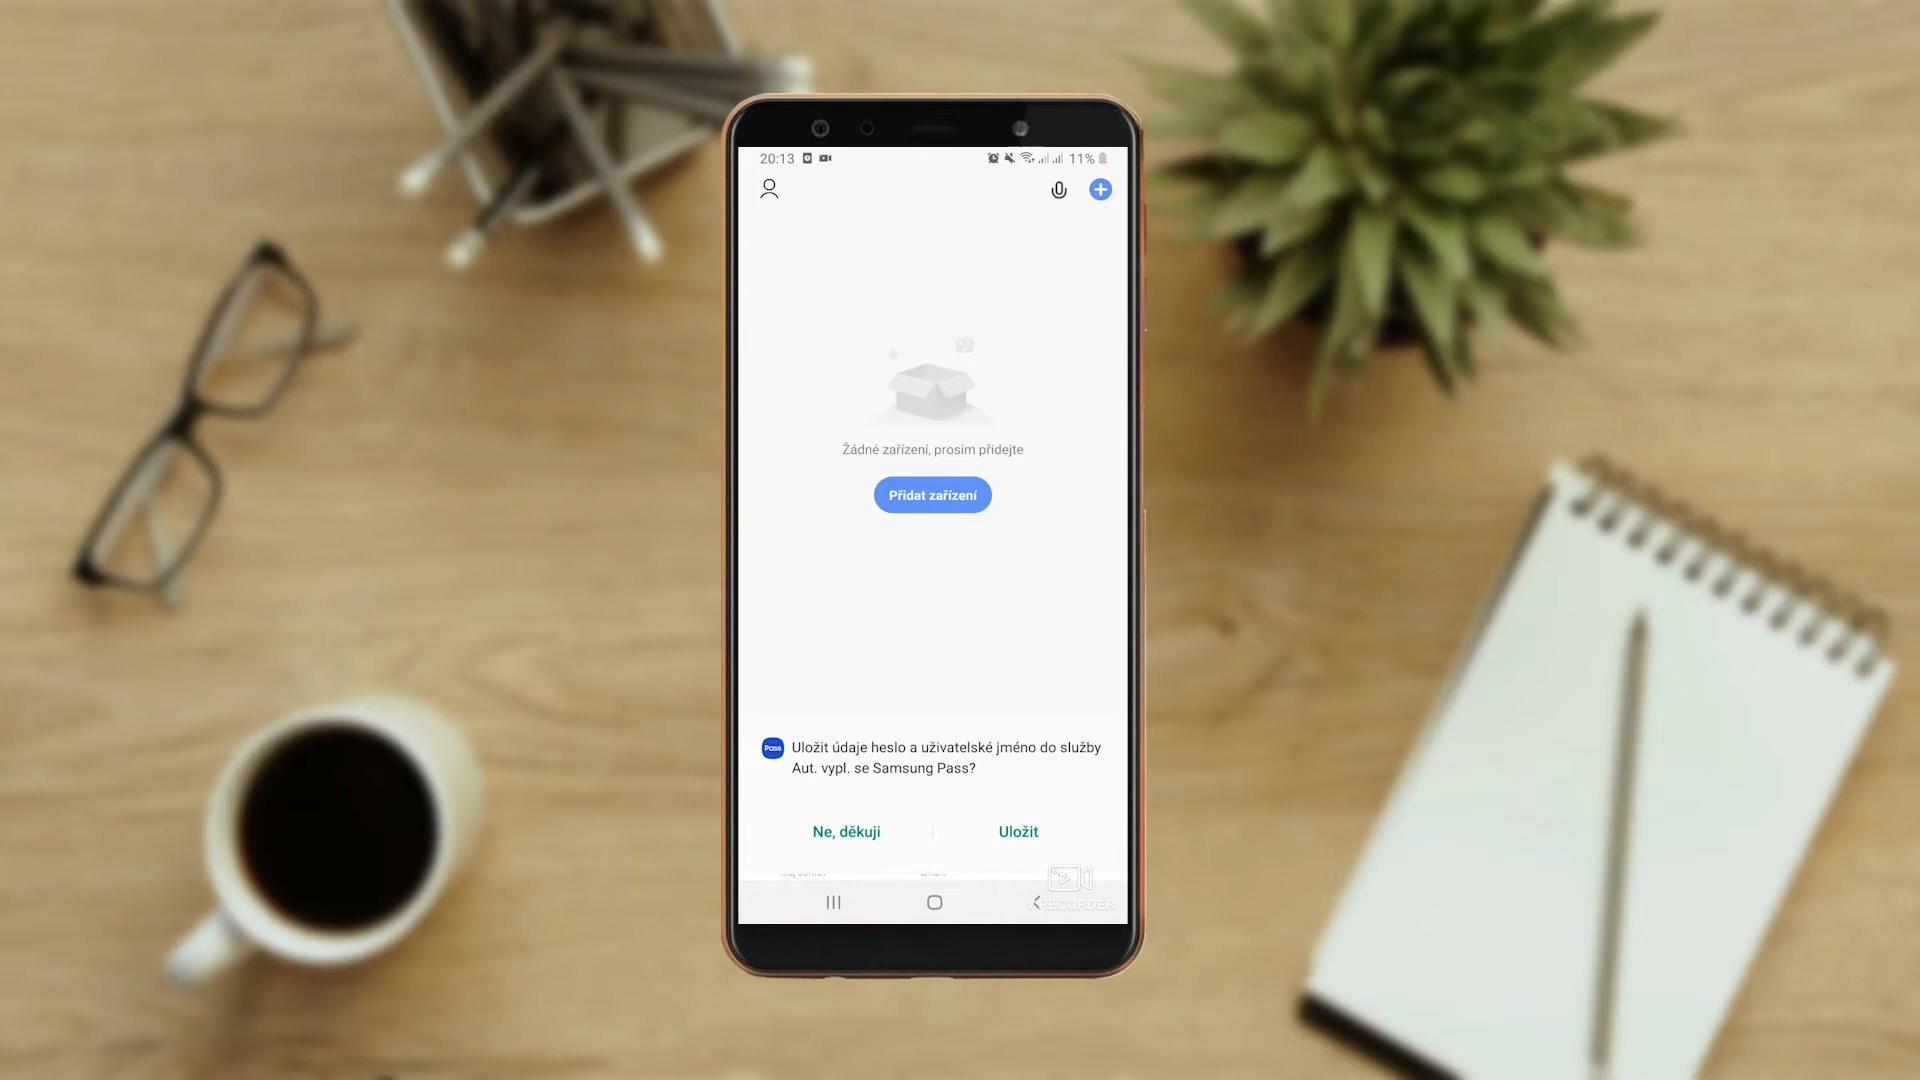 20:13
11%
Žádné zařízení, prosím přidejte
Přidat zařízení
Pass
Uložit údaje heslo a uživatelské jméno do služby
Aut. vypl. se Samsung Pass?
Ne, děkuji
Uložit
V RECORDER